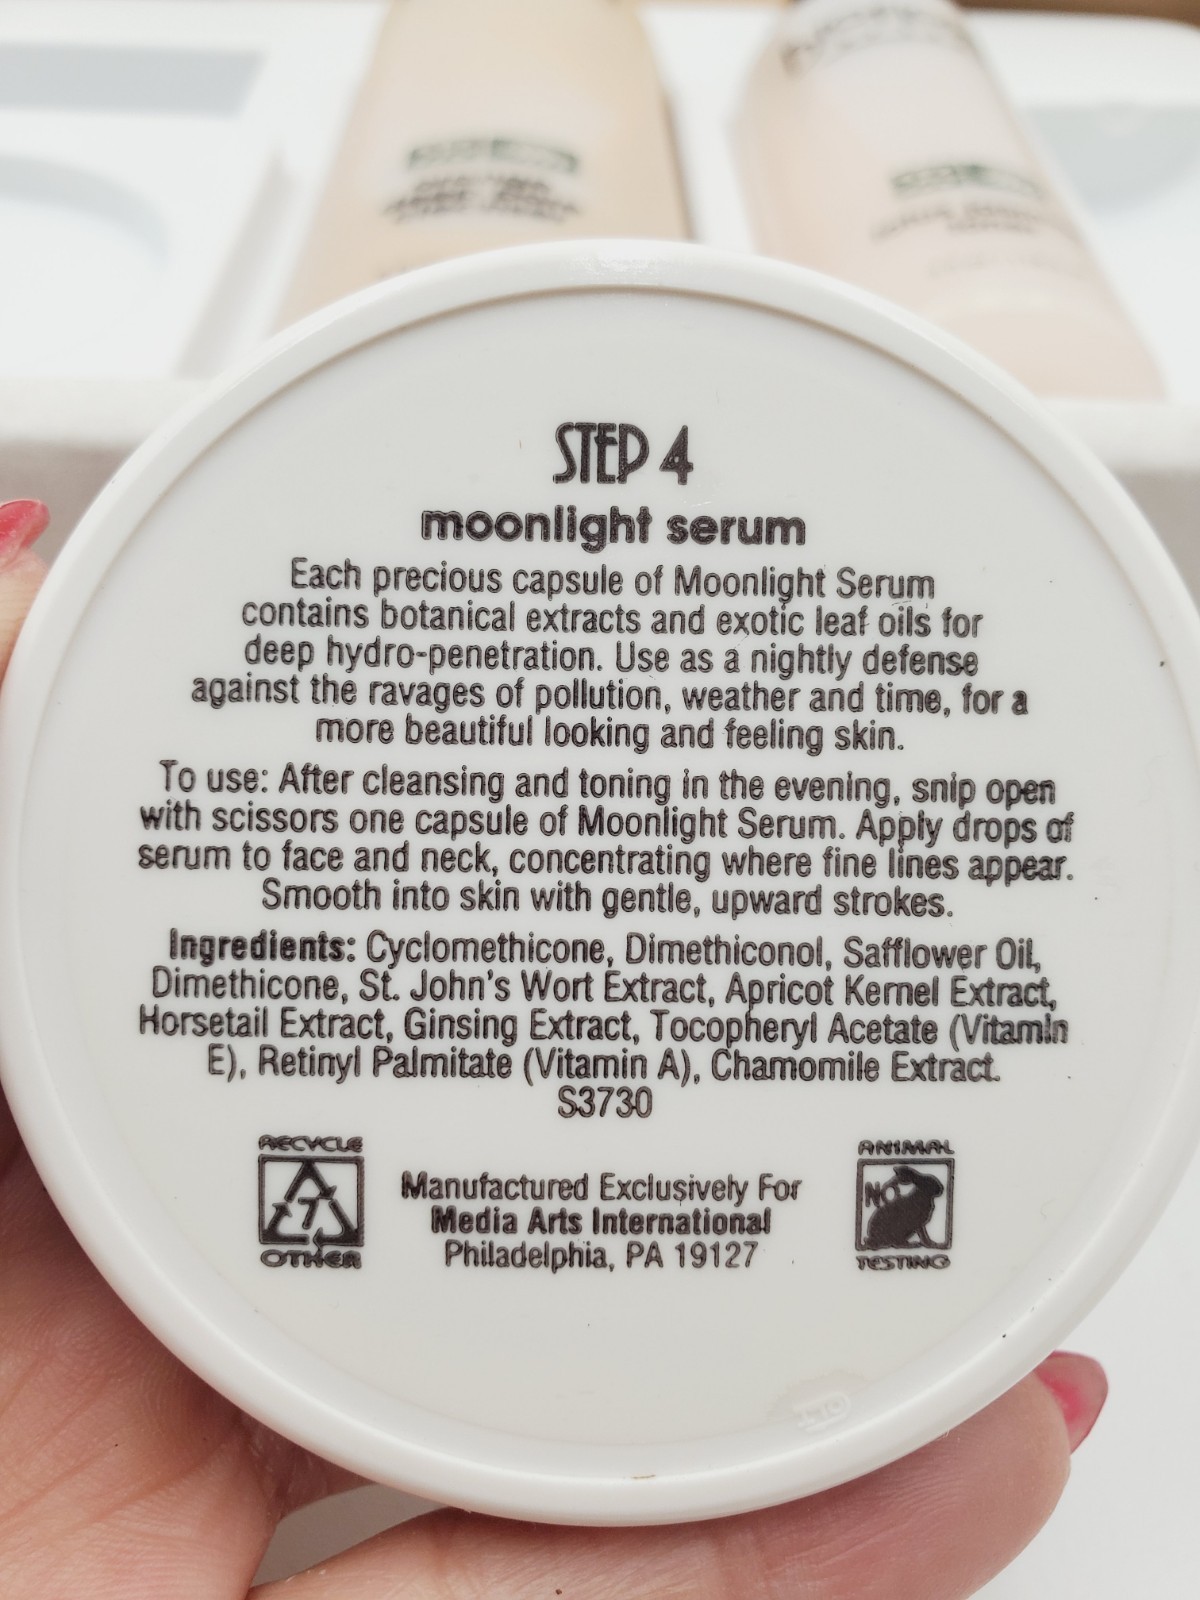 STEP 4
moonlight serum
Each precious capsule of Moonlight Serum
contains botanical extracts and exotic leaf oils for
deep hydro-penetration. Use as a nightly defense
against the ravages of pollution, weather and time, for a
more beautiful looking and feeling skin.
To use: After cleansing and toning in the evening, snip open
with scissors one capsule of Moonlight Serum. Apply drops of
serum to face and neck, concentrating where fine lines appear.
Smooth into skin with gentle, upward strokes.
Ingredients: Cyclomethicone, Dimethiconol, Safflower Oil,
Dimethicone, St. John's Wort Extract, Apricot Kernel Extract,
Horsetail Extract, Ginsing Extract, Tocopheryl Acetate (Vitamin
E), Retinyl Palmitate (Vitamin A), Chamomile Extract.
S3730
RECYCLE
7
OTHER
Manufactured Exclusively For
Media Arts International
Philadelphia, PA 19127
ANIMAL
NO
TESTING